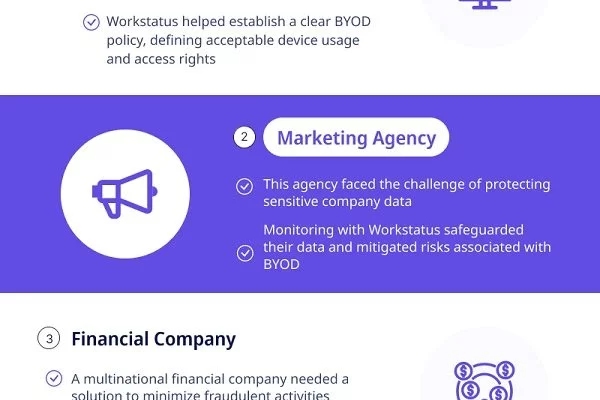 Workstatus helped establish a clear BYOD
policy, defining acceptable device usage
and access rights
2
Marketing Agency
This agency faced the challenge of protecting
sensitive company data
Monitoring with Workstatus safeguarded
their data and mitigated risks associated with
BYOD
3
Financial Company
A multinational financial company needed a
solution to minimize fraudulent activities
$ $
$ $